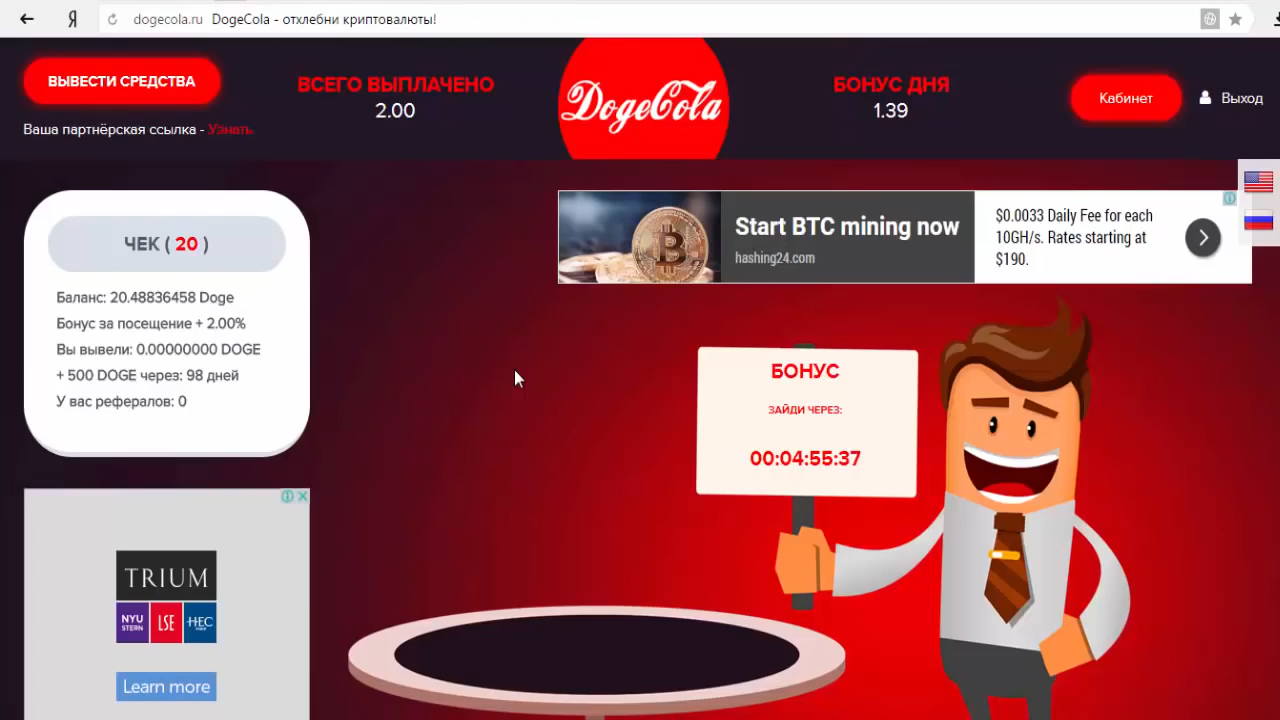 Я
dogecola.ru DogeCola - отхлебни криптовалюты!
ВЫВЕСТИ СРЕДСТВА
Ваша партнёрская ссылка - Узнать
ВСЕГО ВЫПЛАЧЕНО
2.00
DogeCola
БОНУС ДНЯ
1.39
Кабинет
Выход
ЧЕК ( 20 )
Баланс: 20.48836458 Doge
Бонус за посещение + 2.00%
Вы вывели: 0.00000000 DOGE
+ 500 DOGE через: 98 дней
У вас рефералов: 0
Start BTC mining now
hashing24.com
$0.0033 Daily Fee for each
10GH/s. Rates starting at
$190.
БОНУС
ЗАЙДИ ЧЕРЕЗ:
00:04:55:37
TRIUM
NYU
STERN
LSE
HEC
PARIS
Learn more